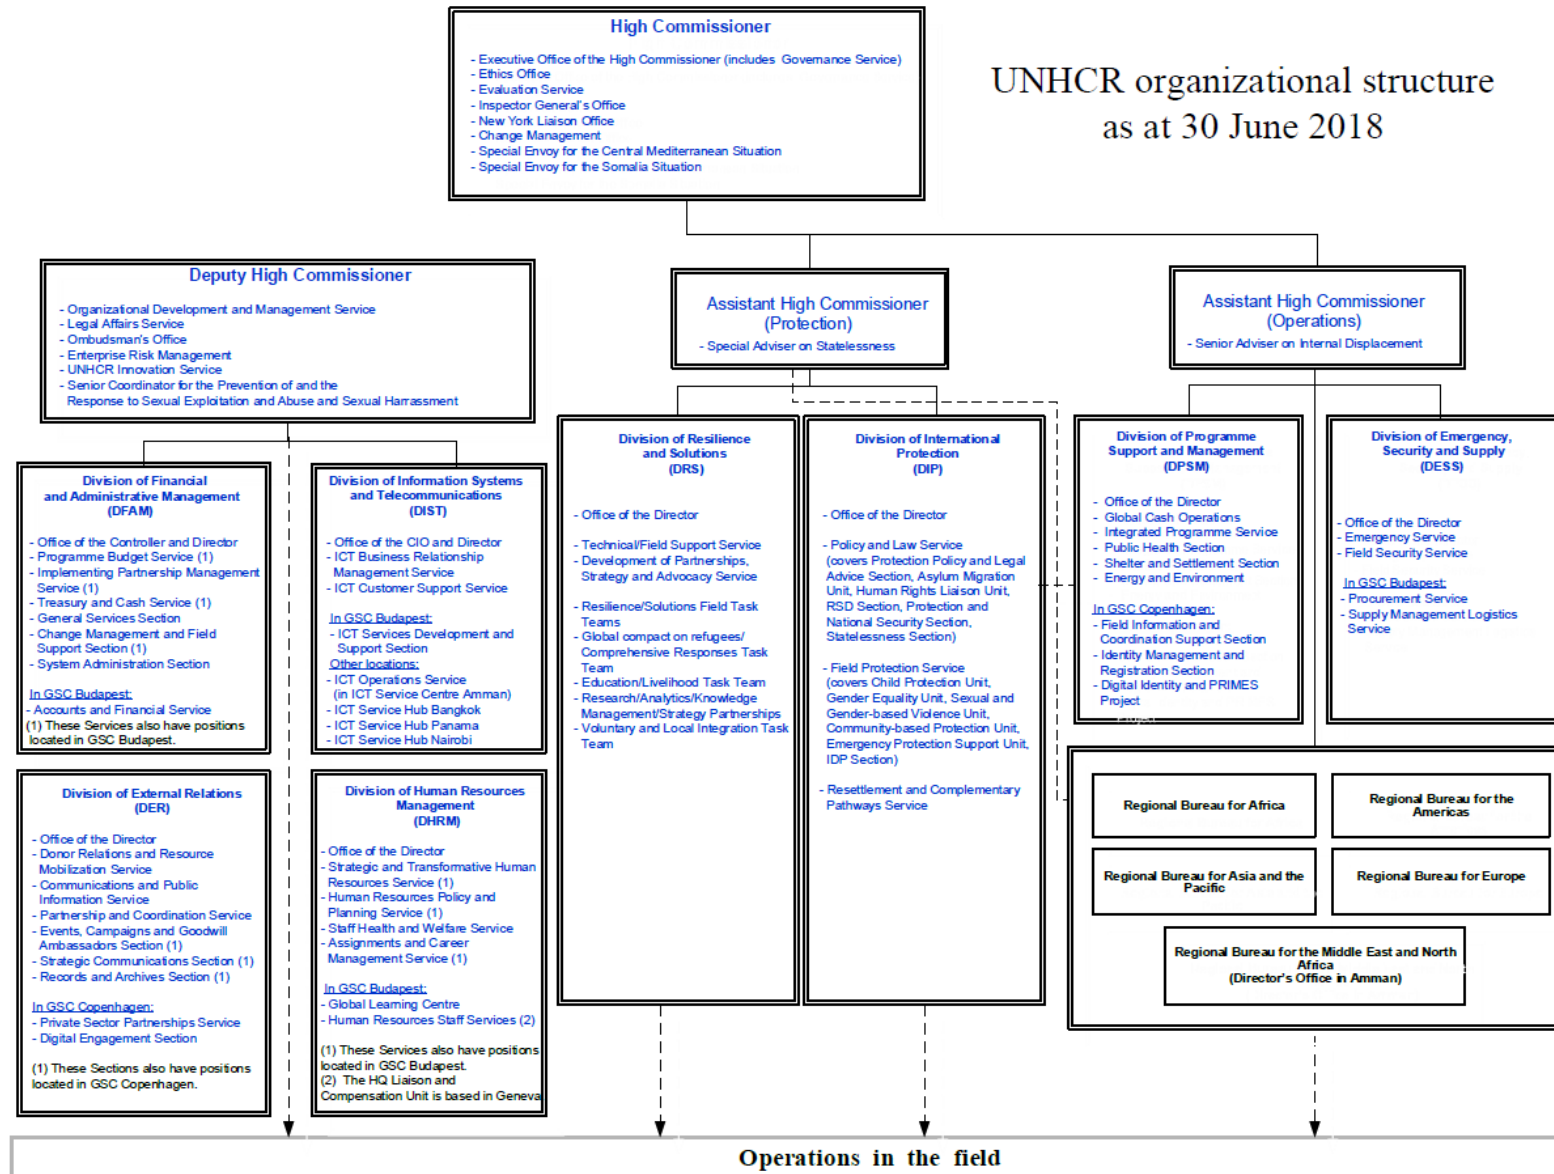 High Commissioner
- Executive Office of the High Commissioner (includes Governance Service)
- Ethics Office
- Evaluation Service
- Inspector General's Office
- New York Liaison Office
- Change Management
- Special Envoy for the Central Mediterranean Situation
- Special Envoy for the Somalia Situation
UNHCR organizational structure
as at 30 June 2018
Deputy High Commissioner
- Organizational Development and Management Service
- Legal Affairs Service
- Ombudsman's Office
- Enterprise Risk Management
- UNHCR Innovation Service
- Senior Coordinator for the Prevention of and the
Response to Sexual Exploitation and Abuse and Sexual Harrassment
Assistant High Commissioner
(Protection)
- Special Adviser on Statelessness
Assistant High Commissioner
(Operations)
- Senior Adviser on Internal Displacement
Division of Financial
and Administrative Management
(DFAM)
- Office of the Controller and Director
- Programme Budget Service (1)
- Implementing Partnership Management
Service (1)
- Treasury and Cash Service (1)
- General Services Section
- Change Management and Field
Support Section (1)
- System Administration Section
In GSC Budapest:
- Accounts and Financial Service
(1) These Services also have positions
located in GSC Budapest.
Division of Information Systems
and Telecommunications
(DIST)
- Office of the CIO and Director
- ICT Business Relationship
Management Service
- ICT Customer Support Service
In GSC Budapest:
- ICT Services Development and
Support Section
Other locations:
- ICT Operations Service
(in ICT Service Centre Amman)
- ICT Service Hub Bangkok
- ICT Service Hub Panama
- ICT Service Hub Nairobi
Division of External Relations
(DER)
- Office of the Director
- Donor Relations and Resource
Mobilization Service
- Communications and Public
Information Service
- Partnership and Coordination Service
- Events, Campaigns and Goodwill
Ambassadors Section (1)
- Strategic Communications Section (1)
- Records and Archives Section (1)
In GSC Copenhagen:
- Private Sector Partnerships Service
- Digital Engagement Section
(1) These Sections also have positions
located in GSC Copenhagen.
Division of Human Resources
Management
(DHRM)
- Office of the Director
- Strategic and Transformative Human
Resources Service (1)
- Human Resources Policy and
Planning Service (1)
- Staff Health and Welfare Service
- Assignments and Career
Management Service (1)
In GSC Budapest:
- Global Learning Centre
- Human Resources Staff Services (2)
(1) These Services also have positions
located in GSC Budapest.
(2) The HQ Liaison and
Compensation Unit is based in Geneva
Division of Resilience
and Solutions
(DRS)
- Office of the Director
- Technical/Field Support Service
- Development of Partnerships,
Strategy and Advocacy Service
- Resilience/Solutions Field Task
Teams
- Global compact on refugees/
Comprehensive Responses Task
Team
- Education/Livelihood Task Team
- Research/Analytics/Knowledge
Management/Strategy Partnerships
- Voluntary and Local Integration Task
Team
Division of International
Protection
(DIP)
- Office of the Director
- Policy and Law Service
(covers Protection Policy and Legal
Advice Section, Asylum Migration
Unit, Human Rights Liaison Unit,
RSD Section, Protection and
National Security Section,
Statelessness Section)
- Field Protection Service
(covers Child Protection Unit,
Gender Equality Unit, Sexual and
Gender-based Violence Unit,
Community-based Protection Unit,
Emergency Protection Support Unit,
IDP Section)
- Resettlement and Complementary
Pathways Service
Division of Programme
Support and Management
(DPSM)
- Office of the Director
- Global Cash Operations
- Integrated Programme Service
- Public Health Section
- Shelter and Settlement Section
- Energy and Environment
In GSC Copenhagen:
- Field Information and
Coordination Support Section
- Identity Management and
Registration Section
- Digital Identity and PRIMES
Project
Division of Emergency,
Security and Supply
(DESS)
- Office of the Director
- Emergency Service
- Field Security Service
In GSC Budapest:
- Procurement Service
- Supply Management Logistics
Service
Regional Bureau for Africa
Regional Bureau for the
Americas
Regional Bureau for Asia and the
Pacific
Regional Bureau for Europe
Regional Bureau for the Middle East and North
Africa
(Director's Office in Amman)
Operations in the field